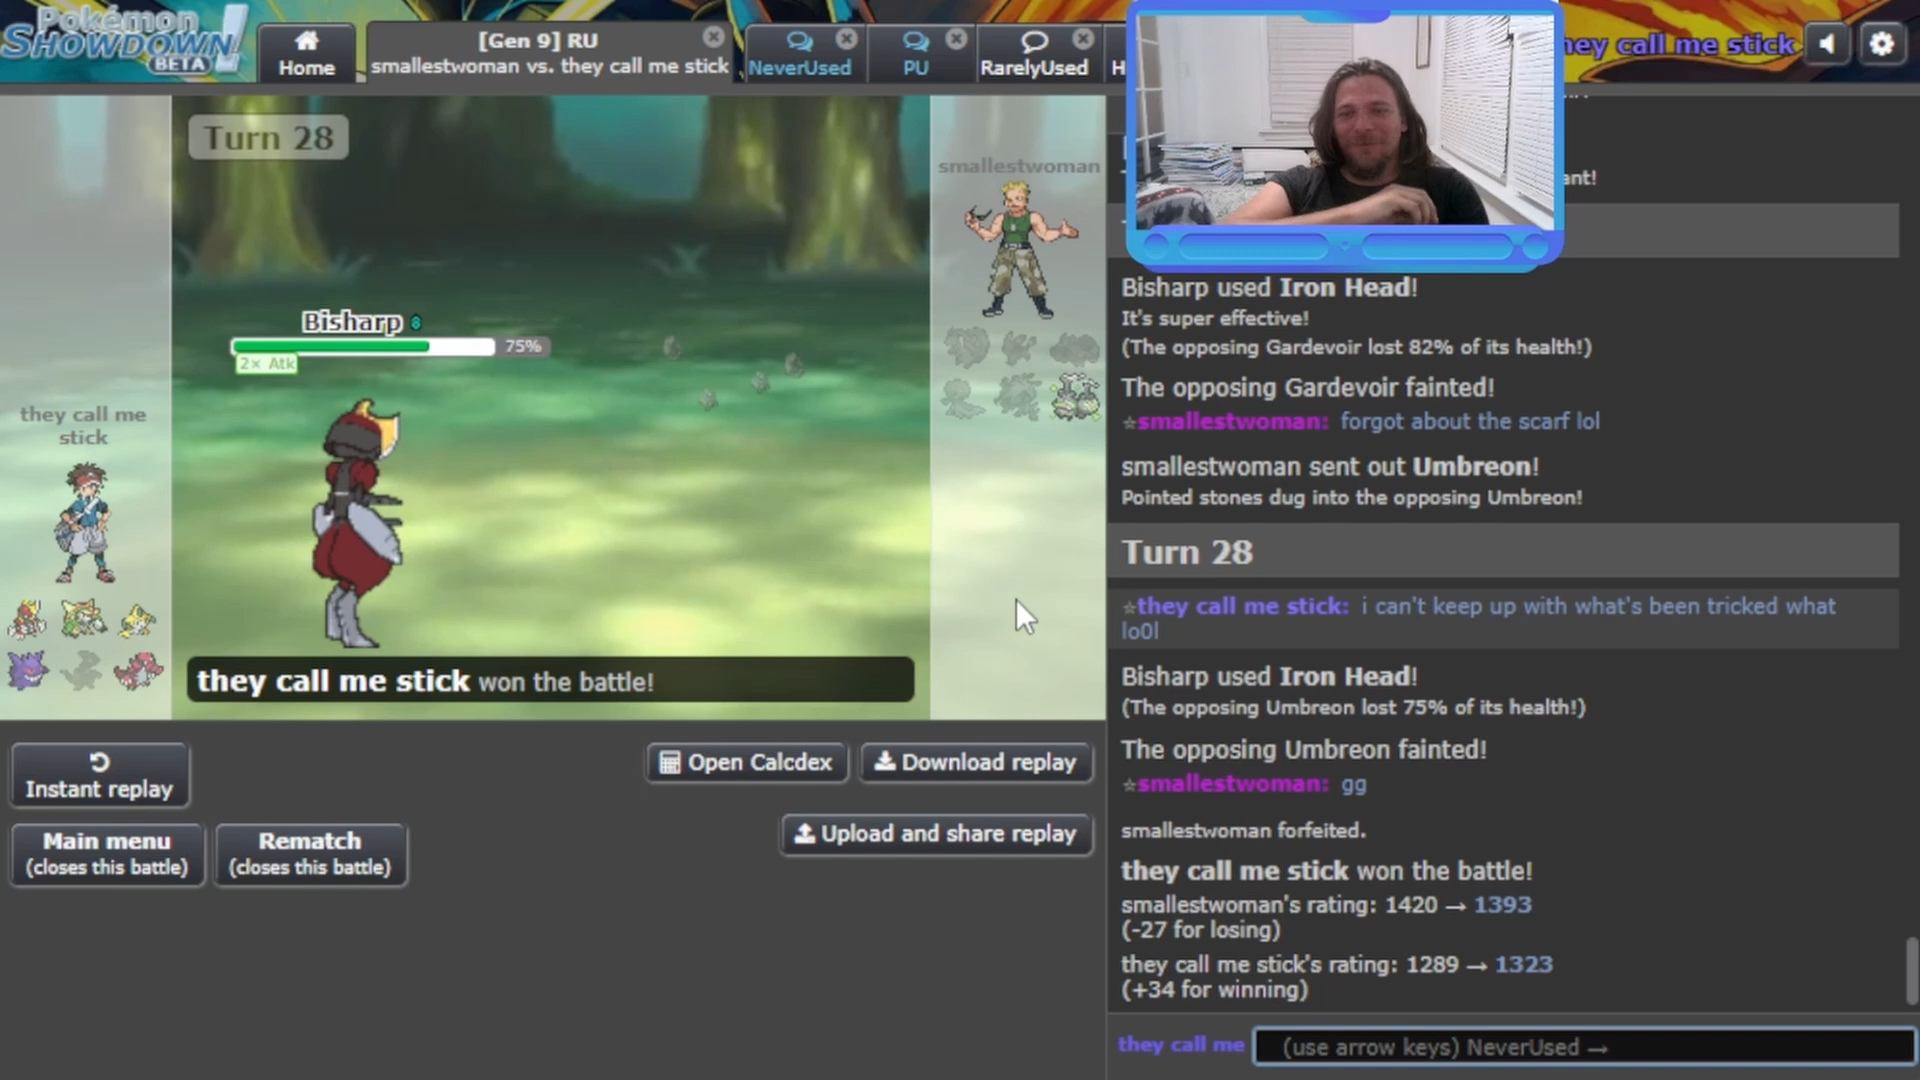 Pokémon
SHOWDOWN!
BETA
Home
[Gen 9] RU
smallestwoman vs. they call me stick
NeverUsed
PU
RarelyUsed
H
hey call me stick
Turn 28
smallestwoman
Bisharp
75%
2× Atk
they call me
stick
they call me stick won the battle!
Instant replay
Open Calcdex
Download replay
Upload and share replay
Main menu
(closes this battle)
Rematch
(closes this battle)
ant!
Bisharp used Iron Head!
It's super effective!
(The opposing Gardevoir lost 82% of its health!)
The opposing Gardevoir fainted!
☆smallestwoman: forgot about the scarf lol
smallestwoman sent out Umbreon!
Pointed stones dug into the opposing Umbreon!
Turn 28
☆they call me stick: i can't keep up with what's been tricked what
lo0l
Bisharp used Iron Head!
(The opposing Umbreon lost 75% of its health!)
The opposing Umbreon fainted!
☆smallestwoman: gg
smallestwoman forfeited.
they call me stick won the battle!
smallestwoman's rating: 1420 → 1393
(-27 for losing)
they call me stick's rating: 1289 → 1323
(+34 for winning)
they call me
(use arrow keys) NeverUsed →